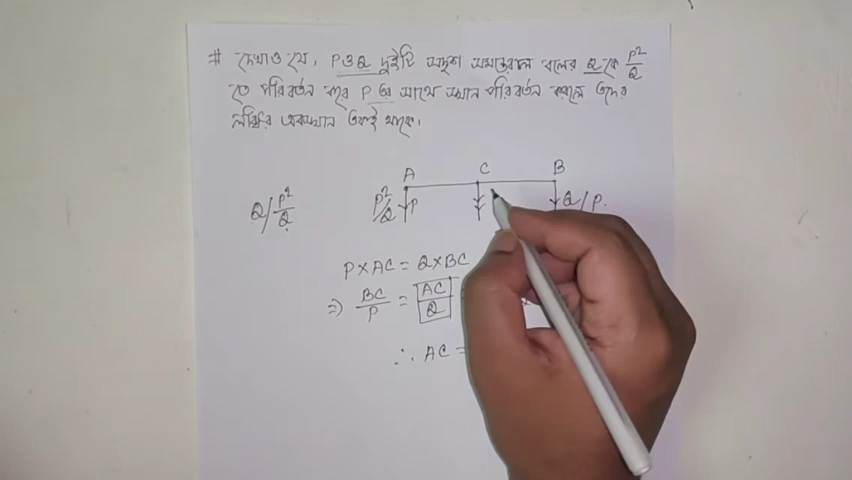 # দেখাও যে, P ও Q দুইটি সদৃশ সমান্তরাল বলের Q কে P²/Q
তে পরিবর্তন করে P এর সাথে স্থান পরিবর্তন করলে তদের
লব্ধির অবস্থান একই থাকে।
A C B
Q/P²/Q P²/Q P Q/P.
P×AC = Q×BC
⇒ BC/P = AC/Q
∴ AC =